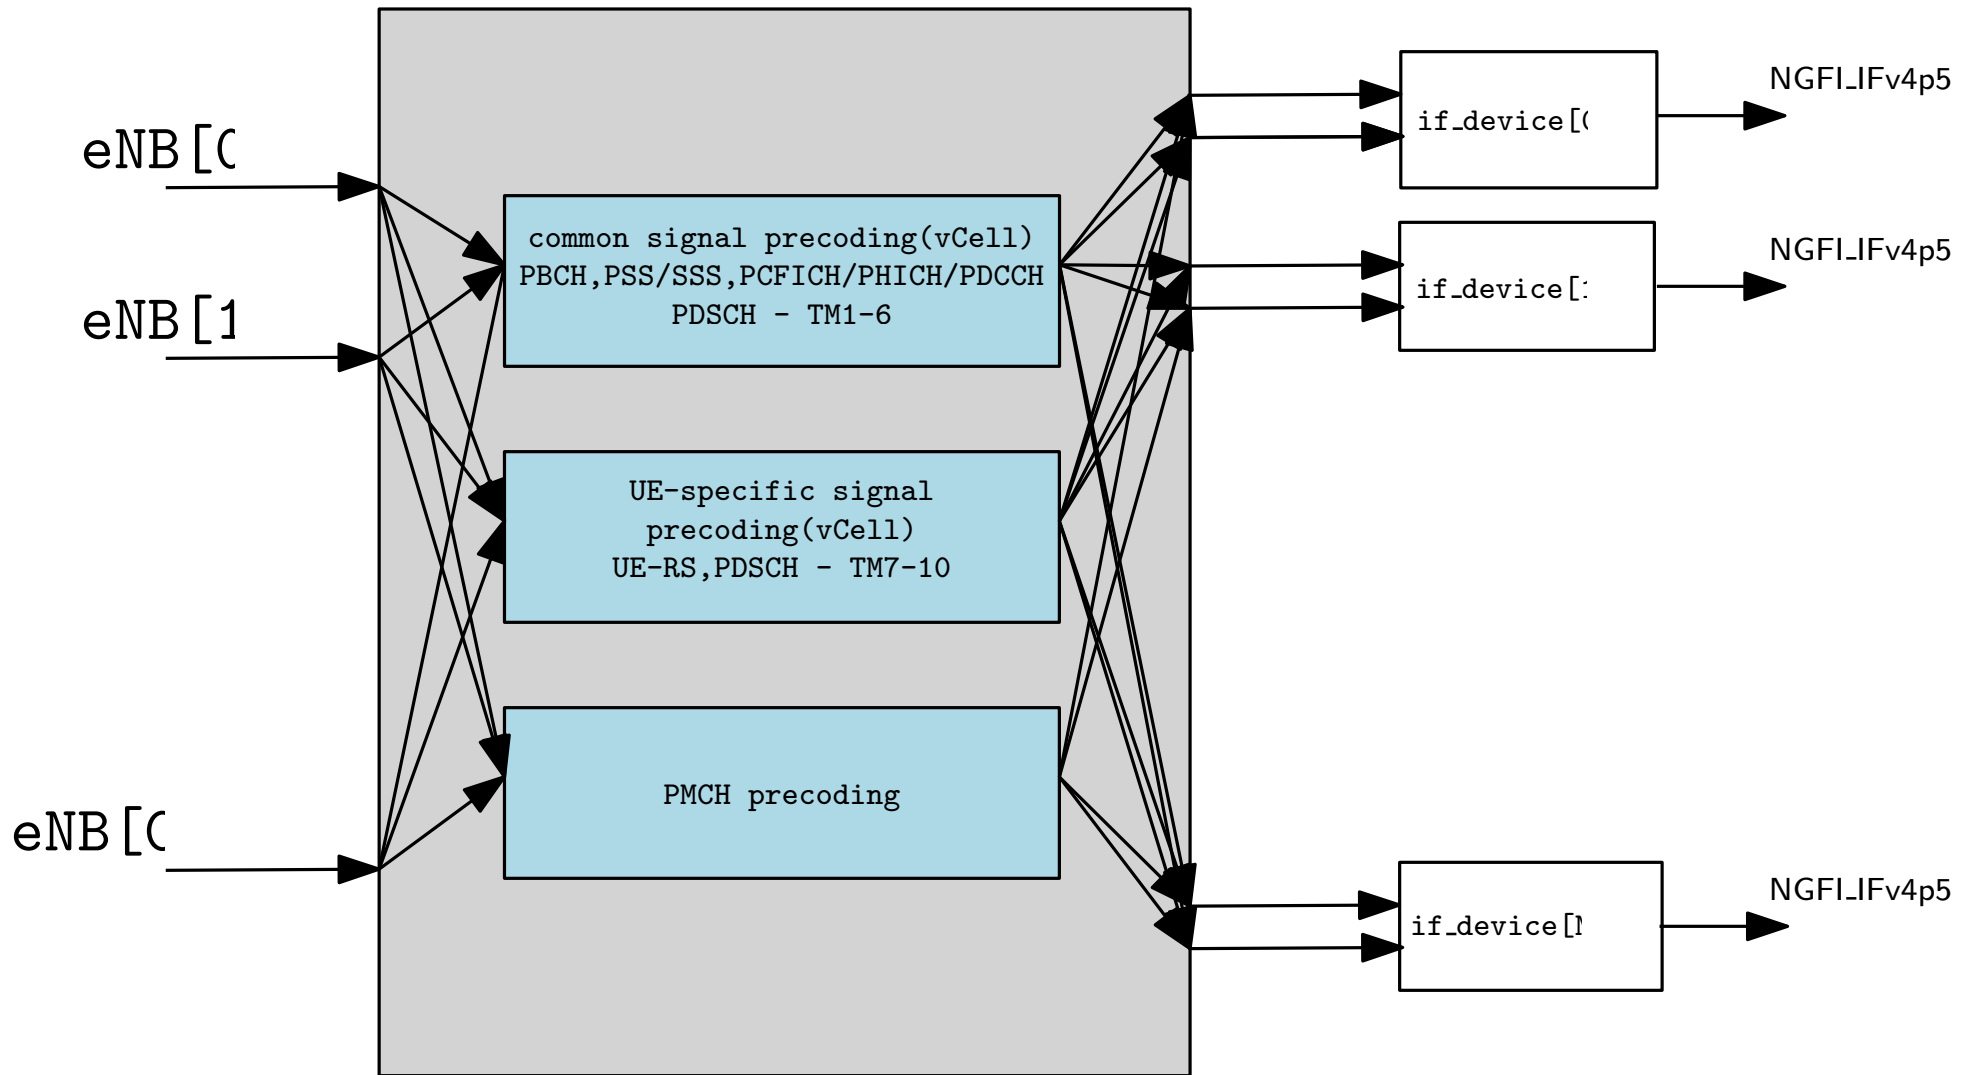 eNB[0
eNB[1
eNB[0
common signal precoding(vCell)
PBCH,PSS/SSS,PCFICH/PHICH/PDCCH
PDSCH - TM1-6
UE-specific signal
precoding(vCell)
UE-RS,PDSCH - TM7-10
PMCH precoding
if_device[0
NGFI_IFv4p5
if_device[1
NGFI_IFv4p5
if_device[N
NGFI_IFv4p5